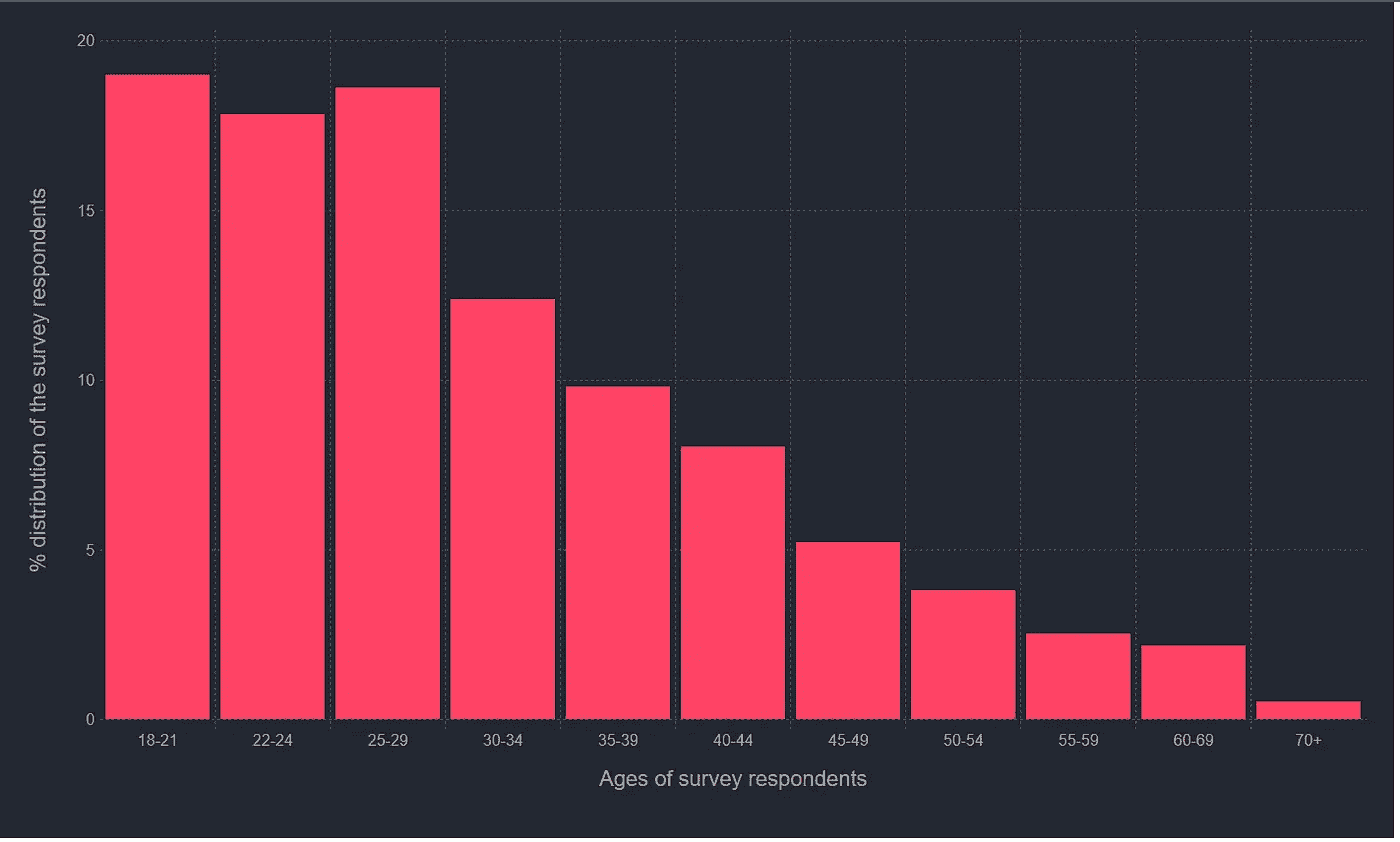 % distribution of the survey respondents
20
15
10
5
0
18-21 22-24 25-29 30-34 35-39 40-44 45-49 50-54 55-59 60-69 70+
Ages of survey respondents